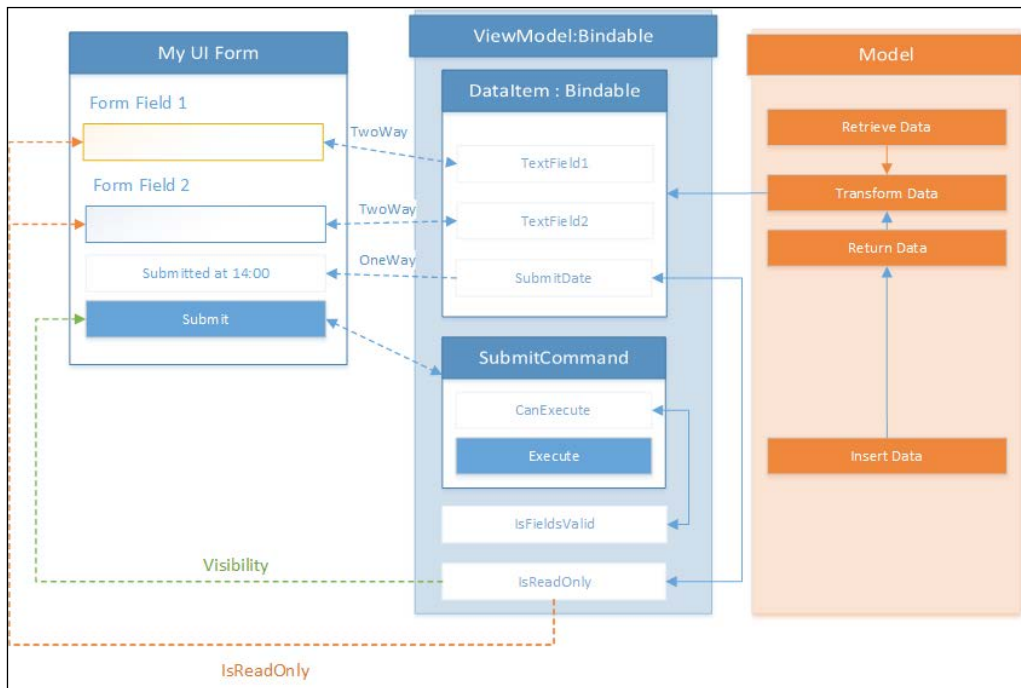 My UI Form
Form Field 1
Form Field 2
Submitted at 14:00
Submit
TwoWay
TwoWay
OneWay
ViewModel:Bindable
DataItem : Bindable
TextField1
TextField2
SubmitDate
SubmitCommand
CanExecute
Execute
IsFieldsValid
IsReadOnly
Model
Retrieve Data
Transform Data
Return Data
Insert Data
Visibility
IsReadOnly